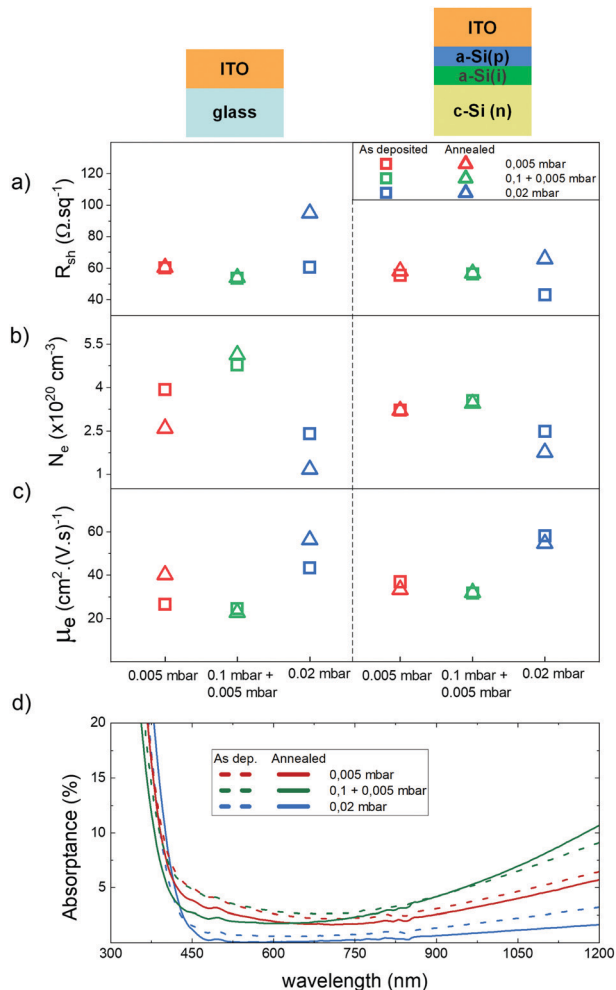 ITO
glass
ITO
a-Si(p)
a-Si(i)
c-Si (n)
a)
R_sh (Ω.sq⁻¹)
120
100
80
60
40
As deposited Annealed
0,005 mbar
0,1 + 0,005 mbar
0,02 mbar
b)
N_e (x10²⁰ cm⁻³)
5.5
4
2.5
1
c)
μ_e (cm².(V.s)⁻¹)
60
40
20
0.005 mbar 0.1 mbar + 0.005 mbar 0.02 mbar 0.005 mbar 0.1 mbar + 0.005 mbar 0.02 mbar
d)
Absorptance (%)
20
15
10
5
As dep. Annealed
0,005 mbar
0,1 + 0,005 mbar
0,02 mbar
300 450 600 750 900 1050 1200
wavelength (nm)